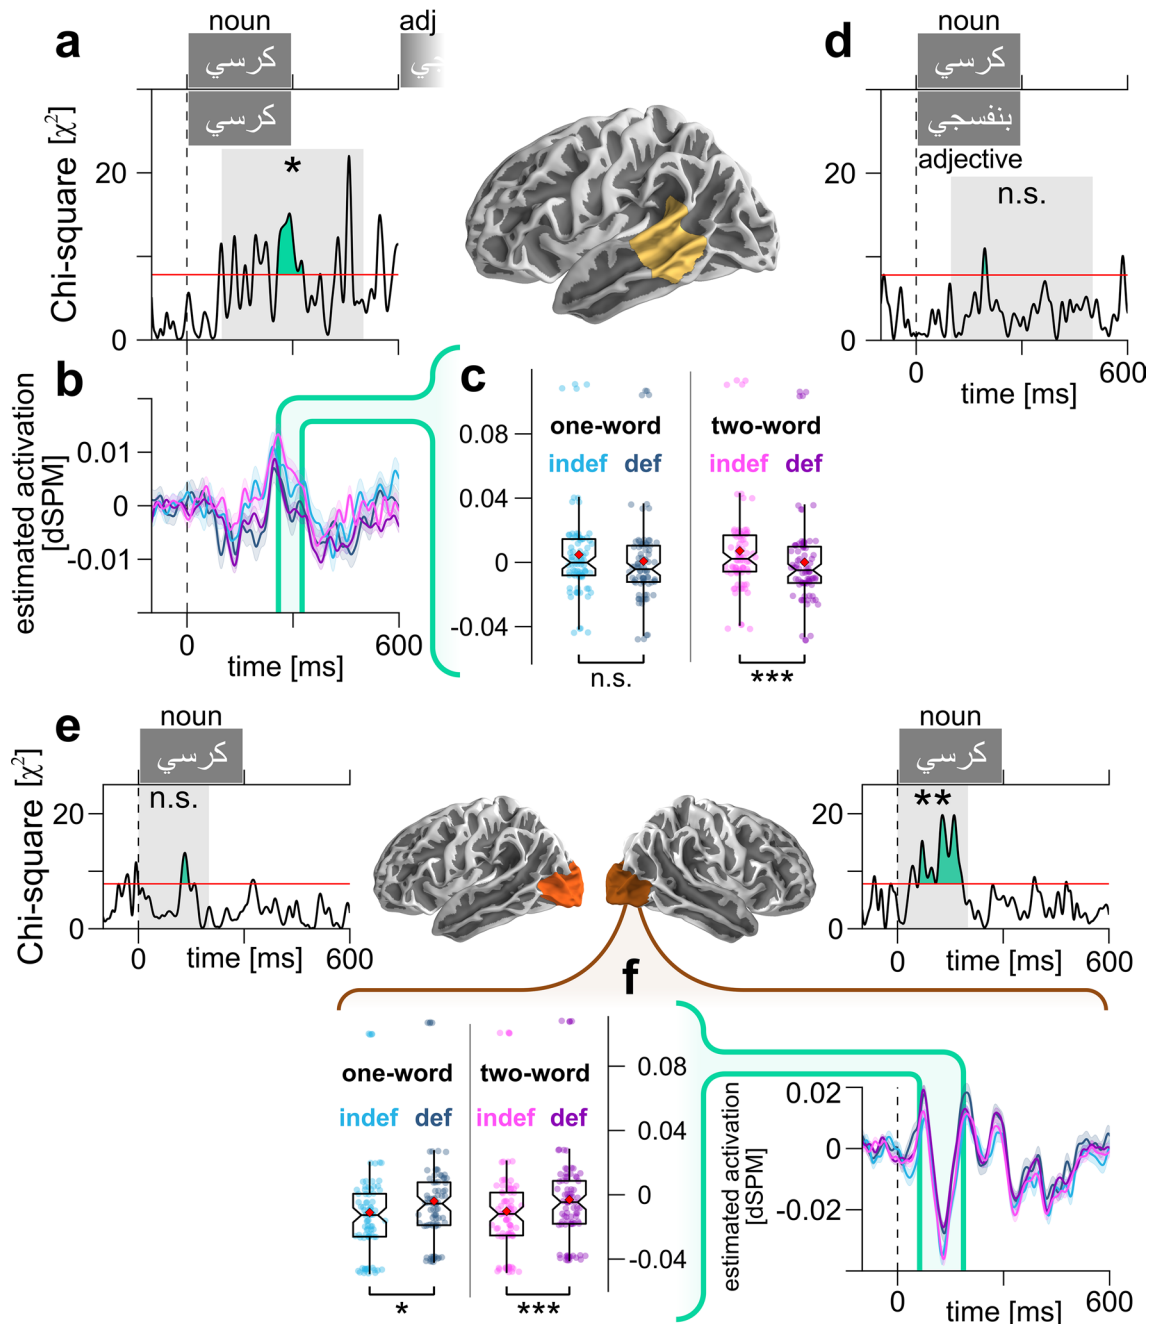 a
noun
adj
كرسي
كرسي
Chi-square [χ²]
20
0
*
d
noun
كرسي
بنفسجي
adjective
n.s.
20
0
0
600
time [ms]
b
estimated activation
[dSPM]
0.01
0
-0.01
0
600
time [ms]
c
0.08
0.04
0
-0.04
one-word
two-word
indef
def
indef
def
n.s.
***
e
noun
كرسي
n.s.
Chi-square [χ²]
20
0
0
time [ms]
600
noun
كرسي
**
20
0
0
time [ms]
600
f
one-word
two-word
indef
def
indef
def
0.08
0.04
0
-0.04
*
***
estimated activation
[dSPM]
0.02
0
-0.02
0
600
time [ms]